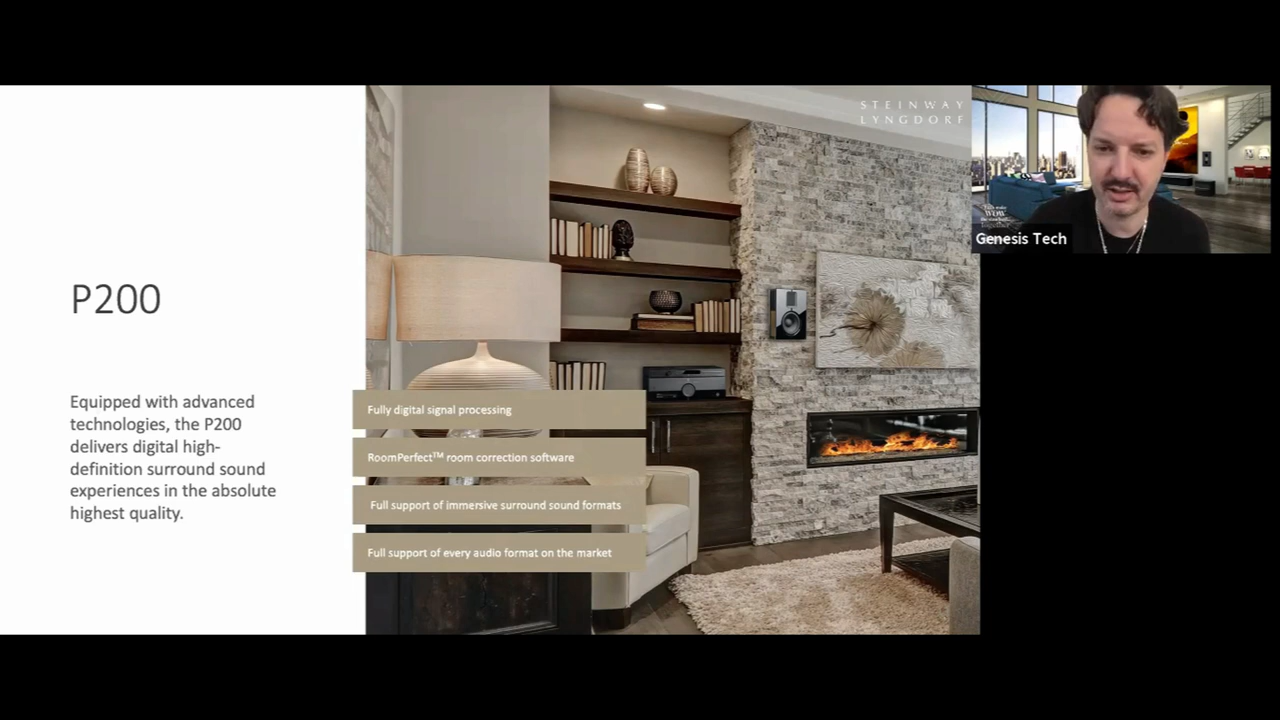 STEINWAY
LYNGDORF
Genesis Tech
P200
Equipped with advanced
technologies, the P200
delivers digital high-
definition surround sound
experiences in the absolute
highest quality.
Fully digital signal processing
RoomPerfect™ room correction software
Full support of immersive surround sound formats
Full support of every audio format on the market
WOW